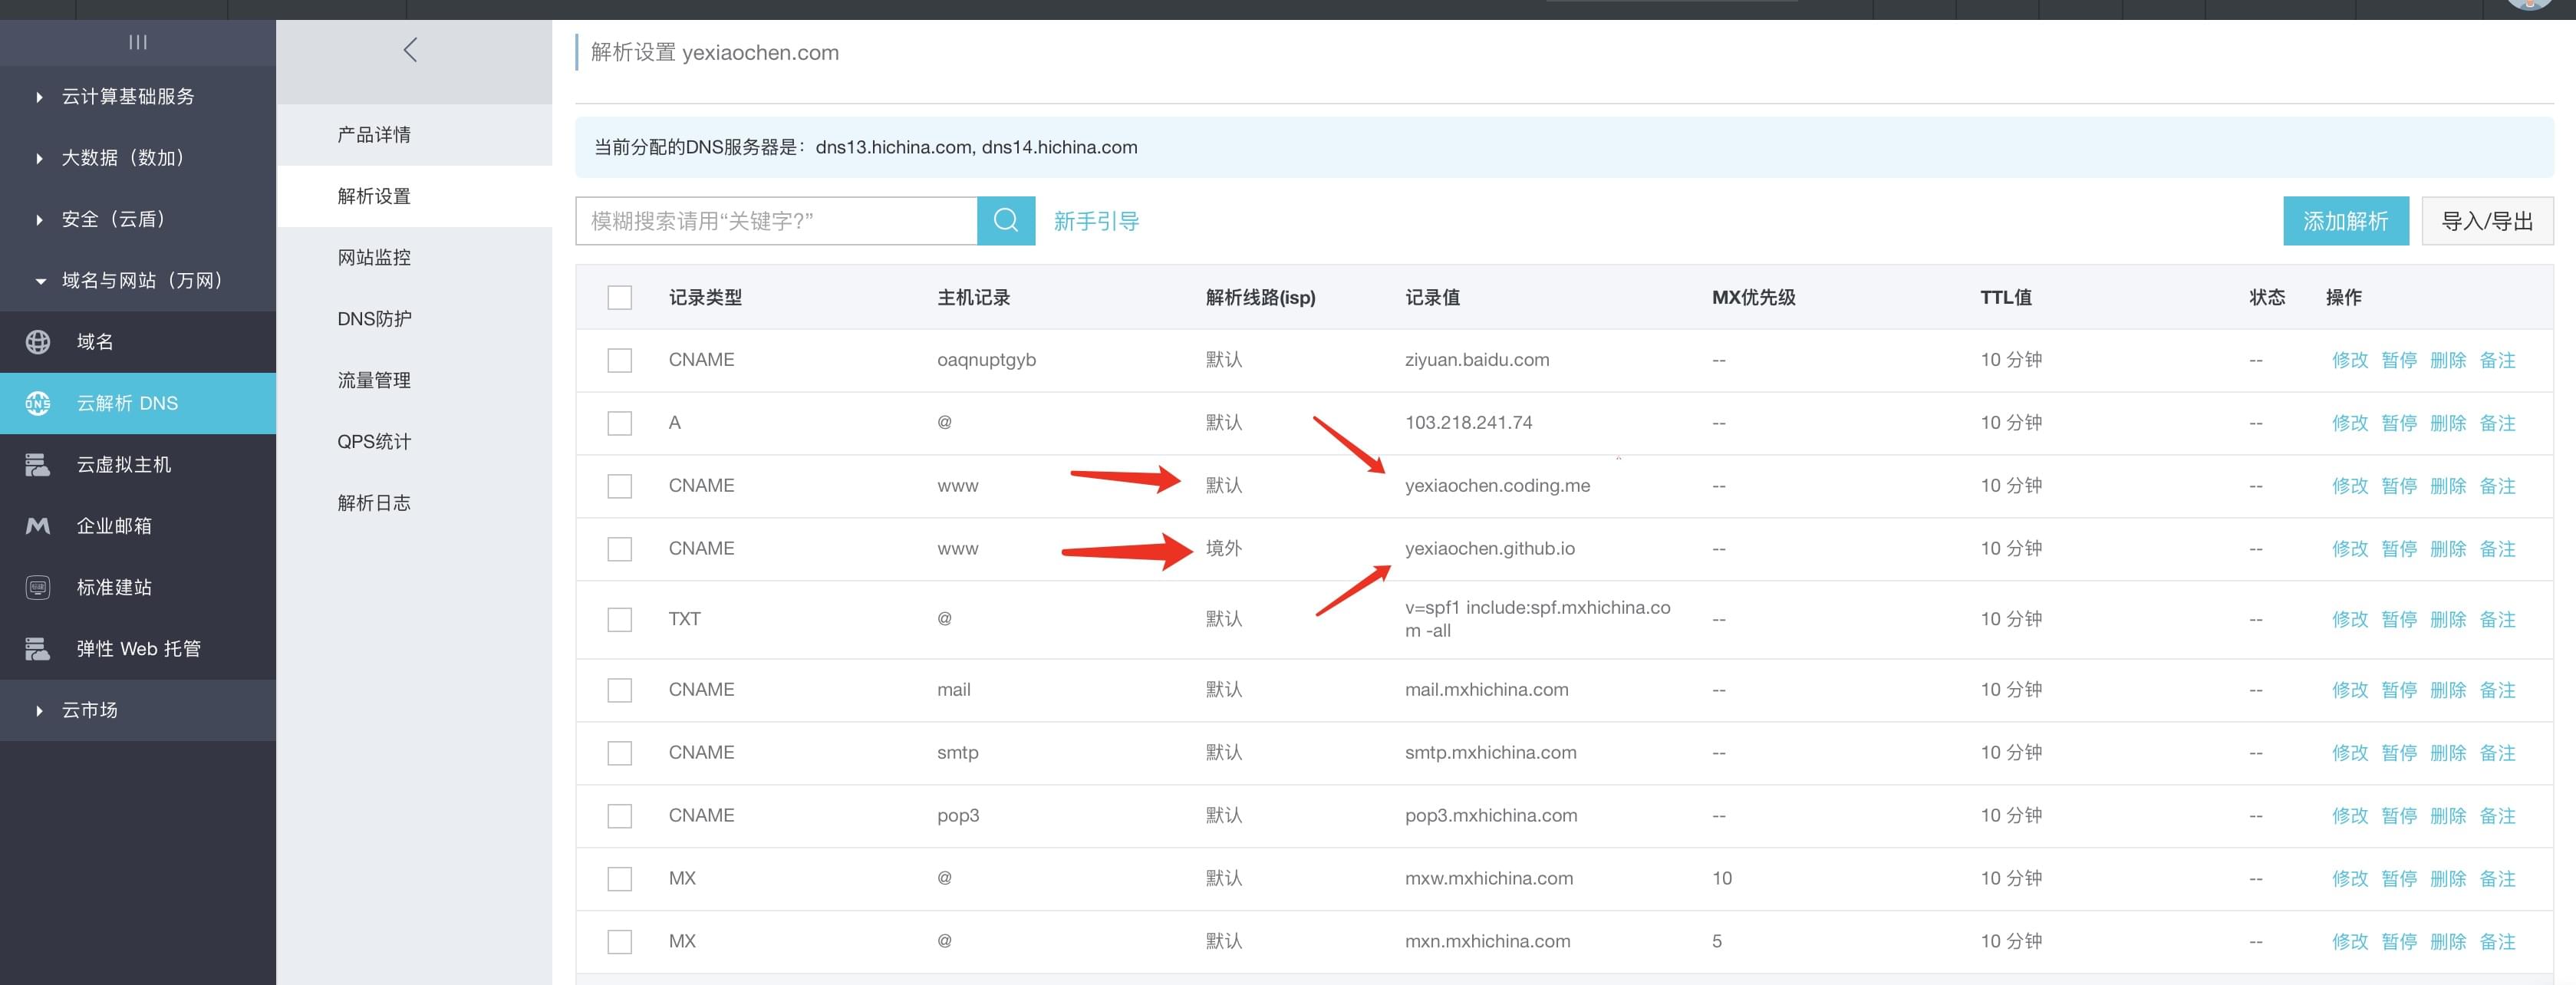 云计算基础服务
大数据（数加）
安全（云盾）
域名与网站（万网）
域名
云解析 DNS
云虚拟主机
企业邮箱
标准建站
弹性 Web 托管
云市场
产品详情
解析设置
网站监控
DNS防护
流量管理
QPS统计
解析日志
解析设置 yexiaochen.com
当前分配的DNS服务器是：dns13.hichina.com, dns14.hichina.com
模糊搜索请用“关键字?” 新手引导 添加解析 导入/导出
记录类型 主机记录 解析线路(isp) 记录值 MX优先级 TTL值 状态 操作
CNAME oaqnuptgyb 默认 ziyuan.baidu.com -- 10 分钟 -- 修改 暂停 删除 备注
A @ 默认 103.218.241.74 -- 10 分钟 -- 修改 暂停 删除 备注
CNAME www 默认 yexiaochen.coding.me -- 10 分钟 -- 修改 暂停 删除 备注
CNAME www 境外 yexiaochen.github.io -- 10 分钟 -- 修改 暂停 删除 备注
TXT @ 默认 v=spf1 include:spf.mxhichina.co
m -all -- 10 分钟 -- 修改 暂停 删除 备注
CNAME mail 默认 mail.mxhichina.com -- 10 分钟 -- 修改 暂停 删除 备注
CNAME smtp 默认 smtp.mxhichina.com -- 10 分钟 -- 修改 暂停 删除 备注
CNAME pop3 默认 pop3.mxhichina.com -- 10 分钟 -- 修改 暂停 删除 备注
MX @ 默认 mxw.mxhichina.com 10 10 分钟 -- 修改 暂停 删除 备注
MX @ 默认 mxn.mxhichina.com 5 10 分钟 -- 修改 暂停 删除 备注